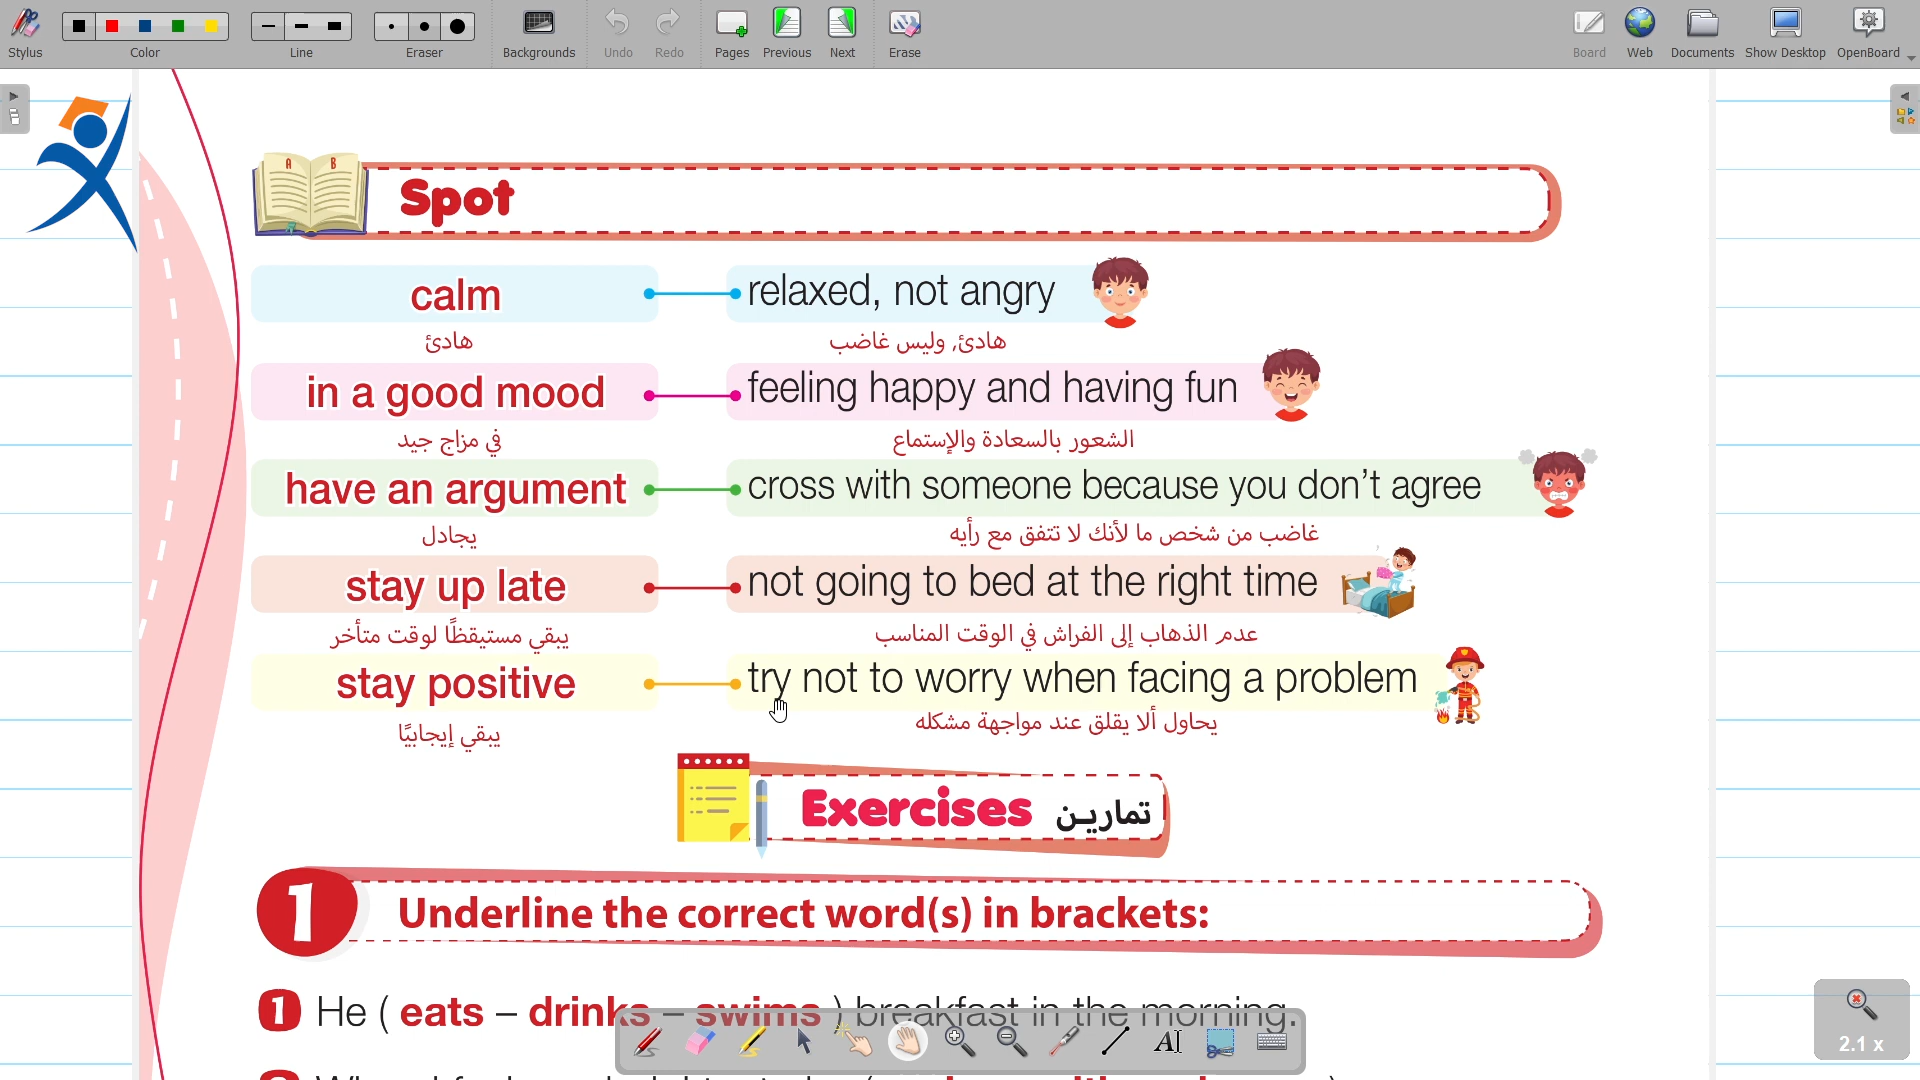 Stylus
Color
Line
Eraser
Backgrounds
Undo
Redo
Pages
Previous
Next
Erase
Board
Web
Documents
Show Desktop
OpenBoard
A B
Spot
calm relaxed, not angry
هادئ هادئ, وليس غاضب
in a good mood feeling happy and having fun
في مزاج جيد الشعور بالسعادة والإستماع
have an argument cross with someone because you don't agree
يجادل غاضب من شخص ما لأنك لا تتفق مع رأيه
stay up late not going to bed at the right time
يبقي مستيقظًا لوقت متأخر عدم الذهاب إلى الفراش في الوقت المناسب
stay positive try not to worry when facing a problem
يبقي إيجابيًا يحاول ألا يقلق عند مواجهة مشكله
Exercises تمارين
1 Underline the correct word(s) in brackets:
1 He ( eats – drinks – swims ) breakfast in the morning.
2.1 x